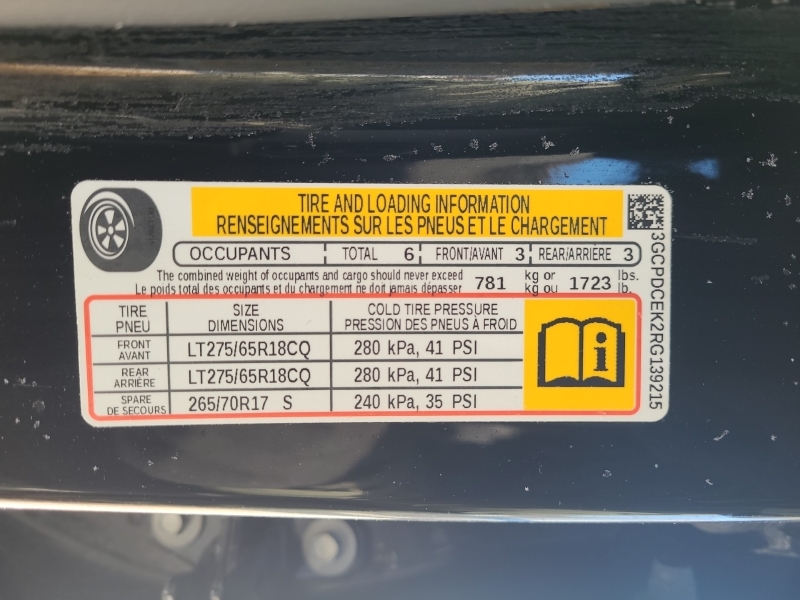 TIRE AND LOADING INFORMATION
RENSEIGNEMENTS SUR LES PNEUS ET LE CHARGEMENT
OCCUPANTS TOTAL 6 FRONT/AVANT 3 REAR/ARRIÈRE 3
The combined weight of occupants and cargo should never exceed 781 kg or 1723 lbs.
Le poids total des occupants et du chargement ne doit jamais dépasser kg ou lb.
TIRE SIZE COLD TIRE PRESSURE
PNEU DIMENSIONS PRESSION DES PNEUS À FROID
FRONT
AVANT LT275/65R18CQ 280 kPa, 41 PSI
REAR
ARRIÈRE LT275/65R18CQ 280 kPa, 41 PSI
SPARE
DE SECOURS 265/70R17 S 240 kPa, 35 PSI
3GCPDCEK2RG139215